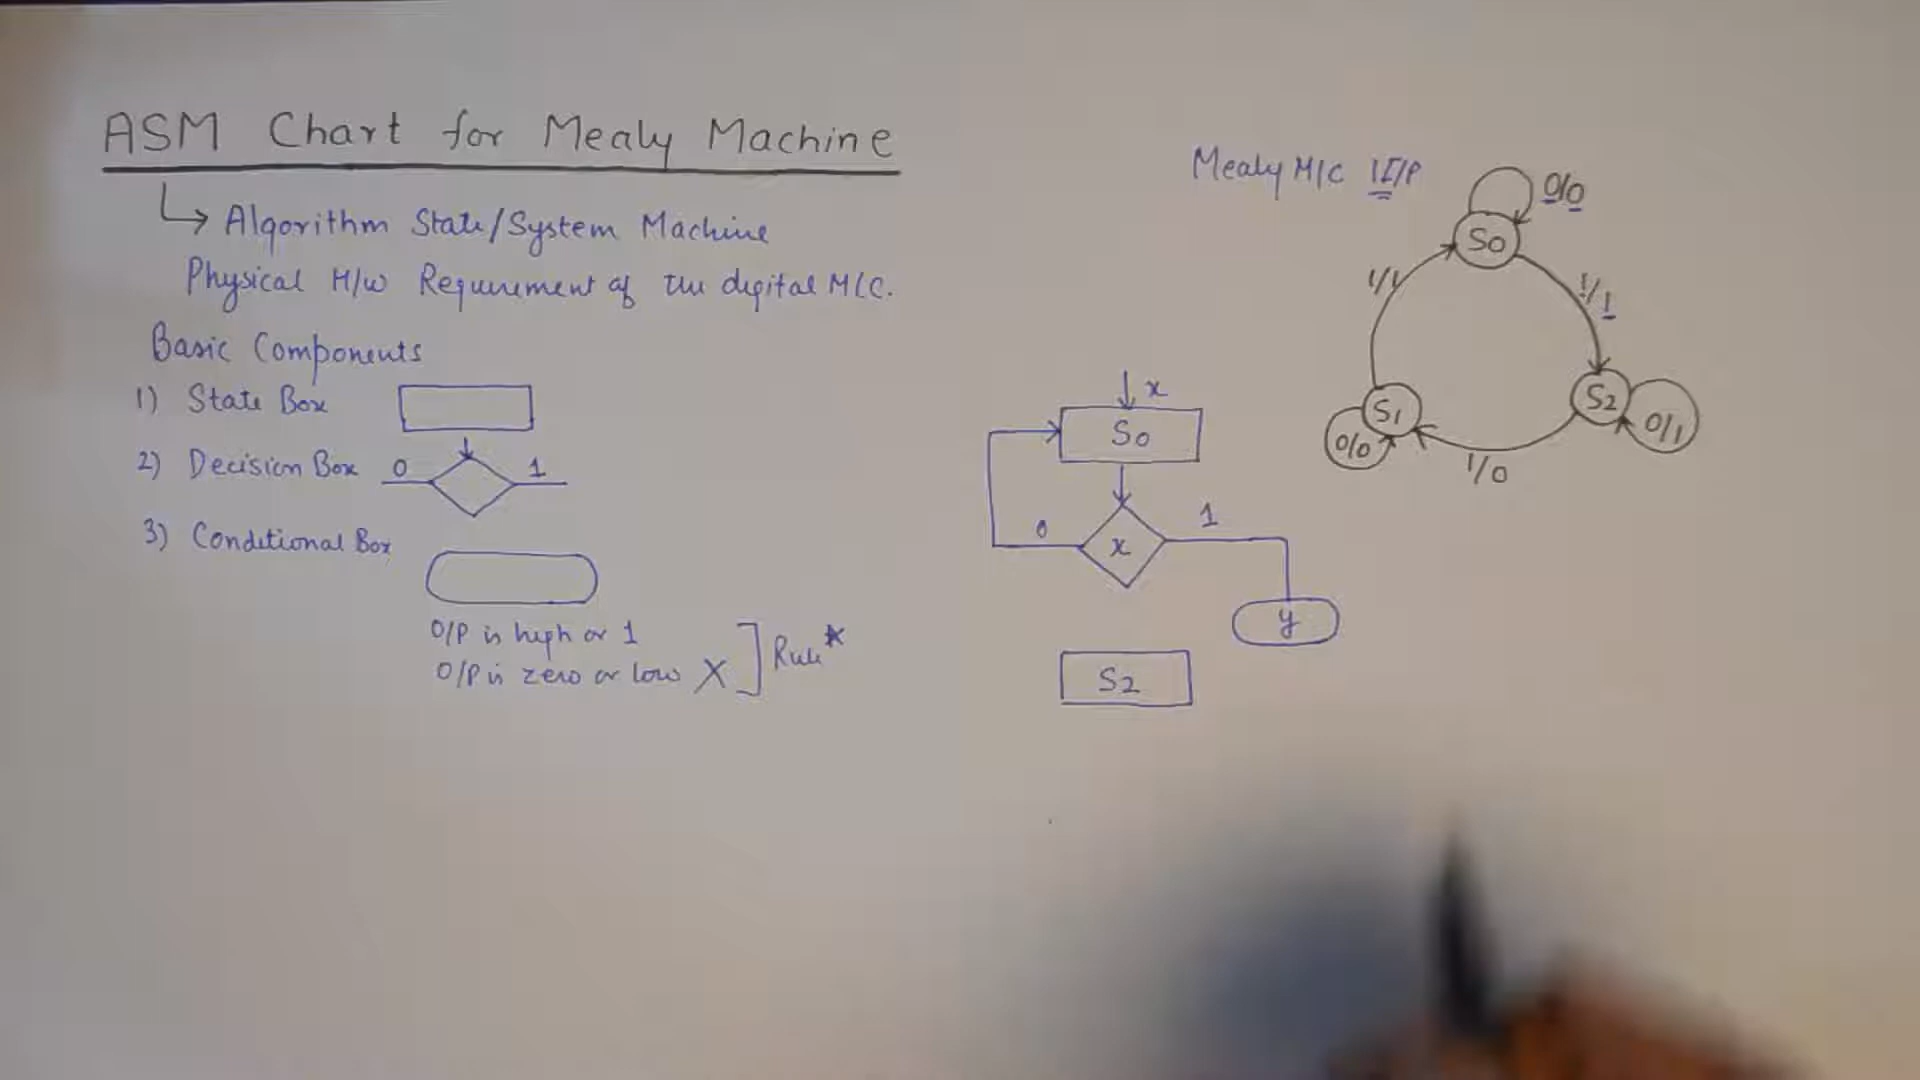 ASM Chart for Mealy Machine
Algorithm State/System Machine
Physical H/w Requirement of the digital M/C.
Basic Components
1) State Box
2) Decision Box 0 1
3) Conditional Box
O/P is high or 1
O/P is zero or low X
Rule*
Mealy M/C 1 I/P
0/0
S0
1/1
1/1
S1
S2
0/0
0/1
1/0
x
S0
0
x
1
y
S2